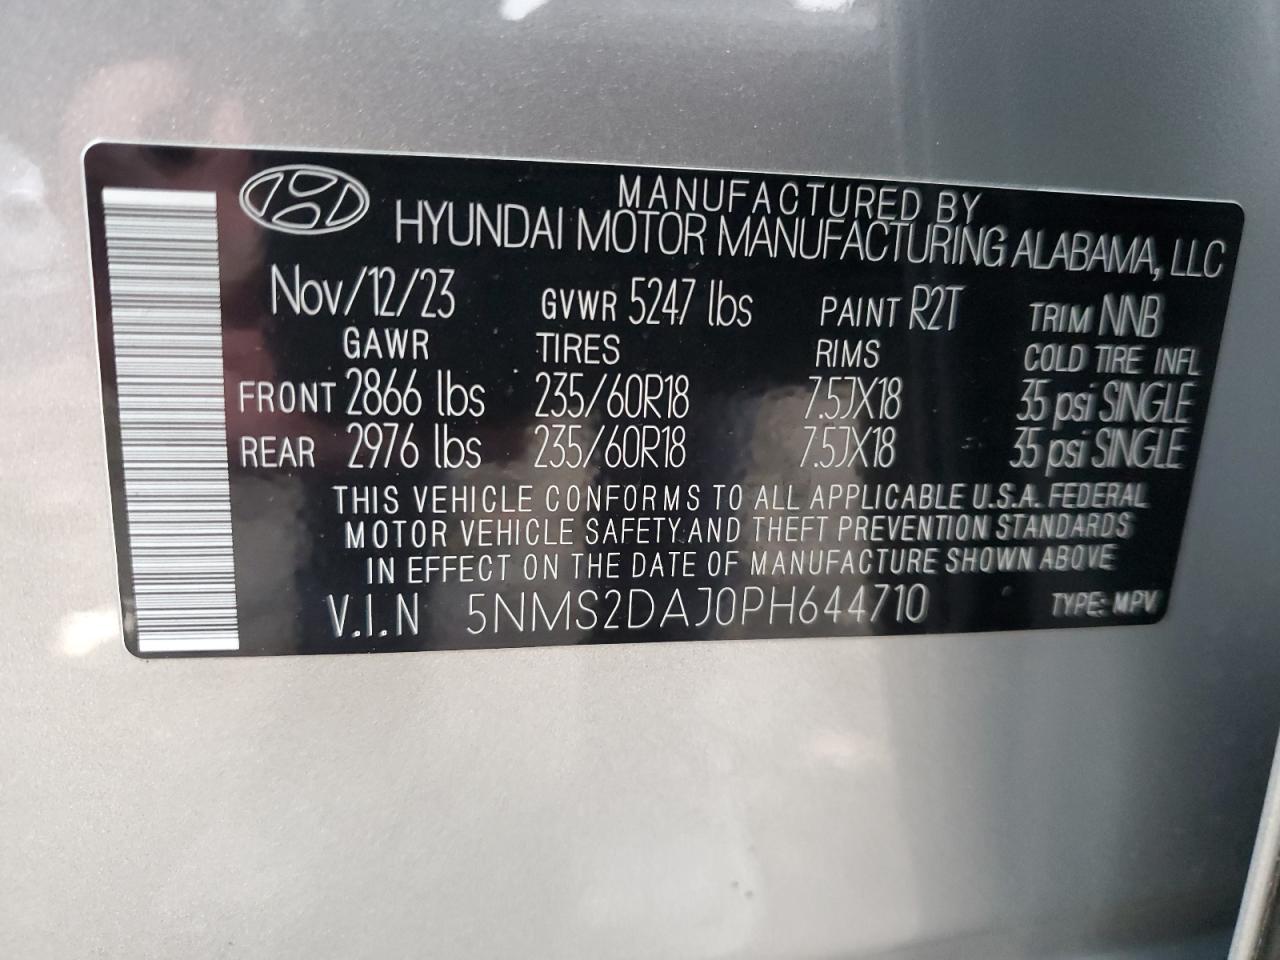 MANUFACTURED BY
HYUNDAI MOTOR MANUFACTURING ALABAMA, LLC
Nov/12/23 GVWR 5247 lbs PAINT R2T TRIM NNB
GAWR TIRES RIMS COLD TIRE INFL
FRONT 2866 lbs 235/60R18 7.5JX18 35 psi SINGLE
REAR 2976 lbs 235/60R18 7.5JX18 35 psi SINGLE
THIS VEHICLE CONFORMS TO ALL APPLICABLE U.S.A. FEDERAL
MOTOR VEHICLE SAFETY AND THEFT PREVENTION STANDARDS
IN EFFECT ON THE DATE OF MANUFACTURE SHOWN ABOVE
V.I.N 5NMS2DAJ0PH644710 TYPE: MPV